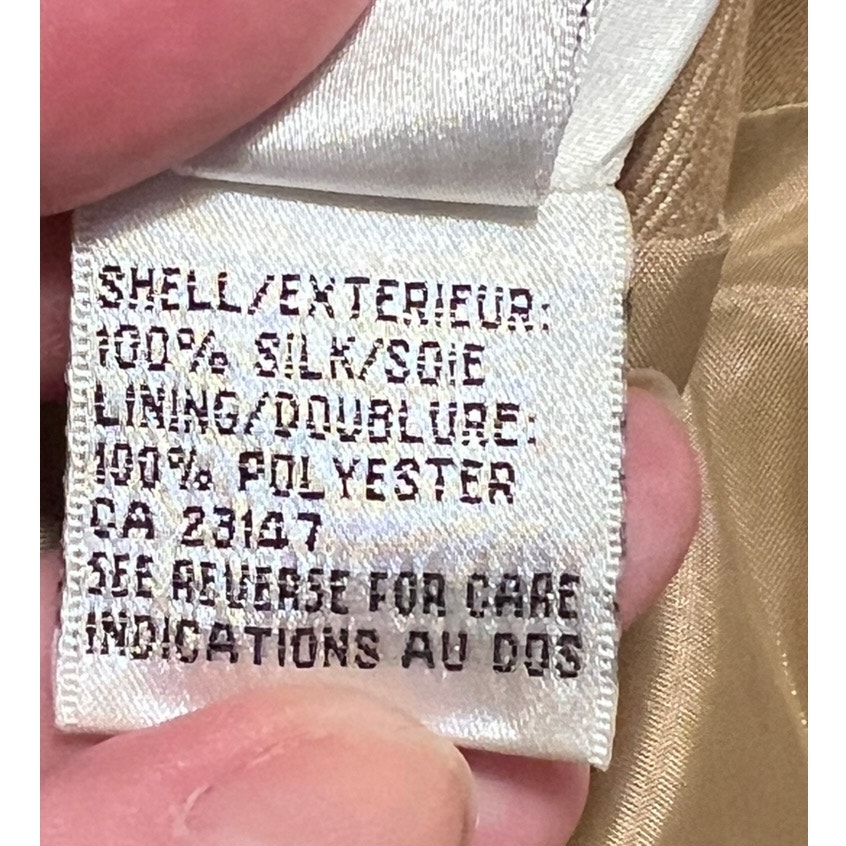 SHELL/EXTERIEUR:
100% SILK/SOIE
LINING/DOUBLURE:
100% POLYESTER
CA 23147
SEE REVERSE FOR CARE
INDICATIONS AU DOS